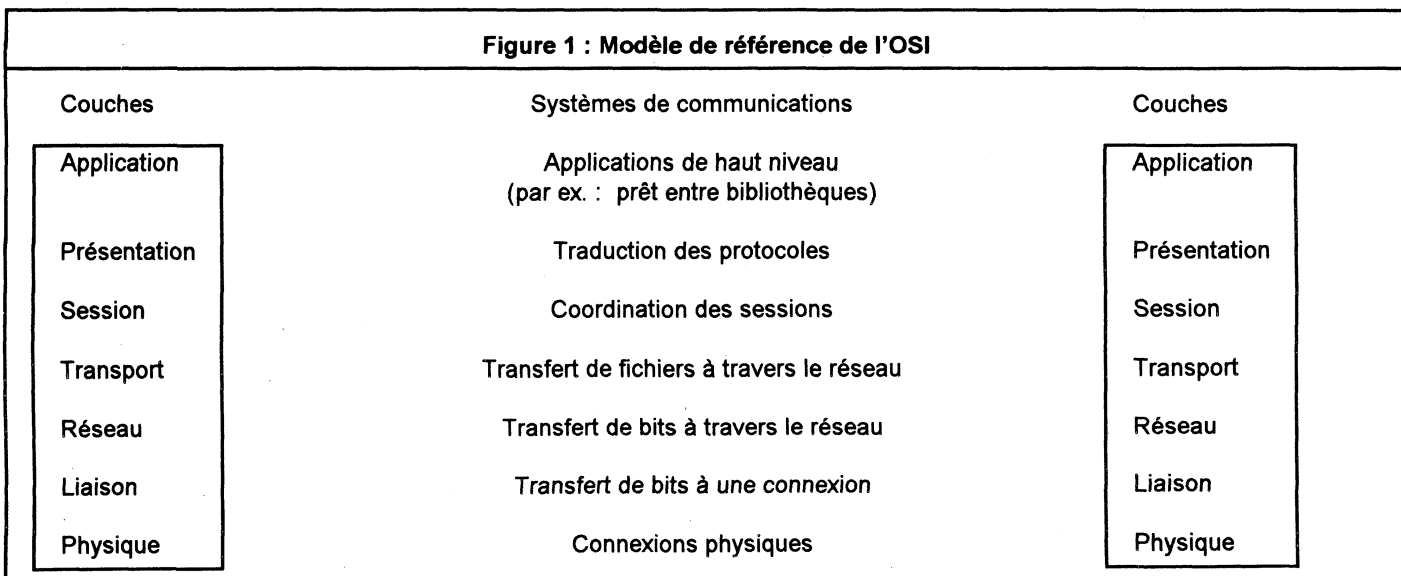 Figure 1 : Modèle de référence de l'OSI
Couches Systèmes de communications Couches
Application Applications de haut niveau Application
(par ex. : prêt entre bibliothèques)
Présentation Traduction des protocoles Présentation
Session Coordination des sessions Session
Transport Transfert de fichiers à travers le réseau Transport
Réseau Transfert de bits à travers le réseau Réseau
Liaison Transfert de bits à une connexion Liaison
Physique Connexions physiques Physique